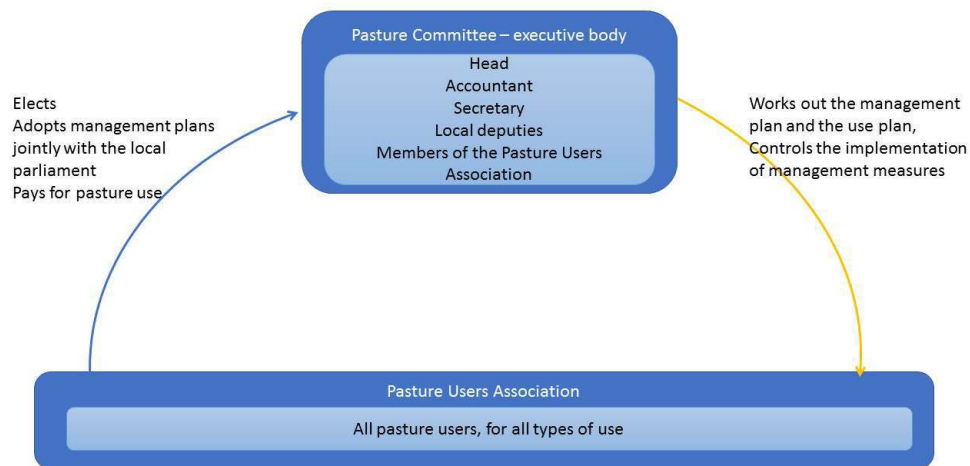 Pasture Committee – executive body
Head
Accountant
Secretary
Local deputies
Members of the Pasture Users
Association
Elects
Adopts management plans
jointly with the local
parliament
Pays for pasture use
Works out the management
plan and the use plan,
Controls the implementation
of management measures
Pasture Users Association
All pasture users, for all types of use